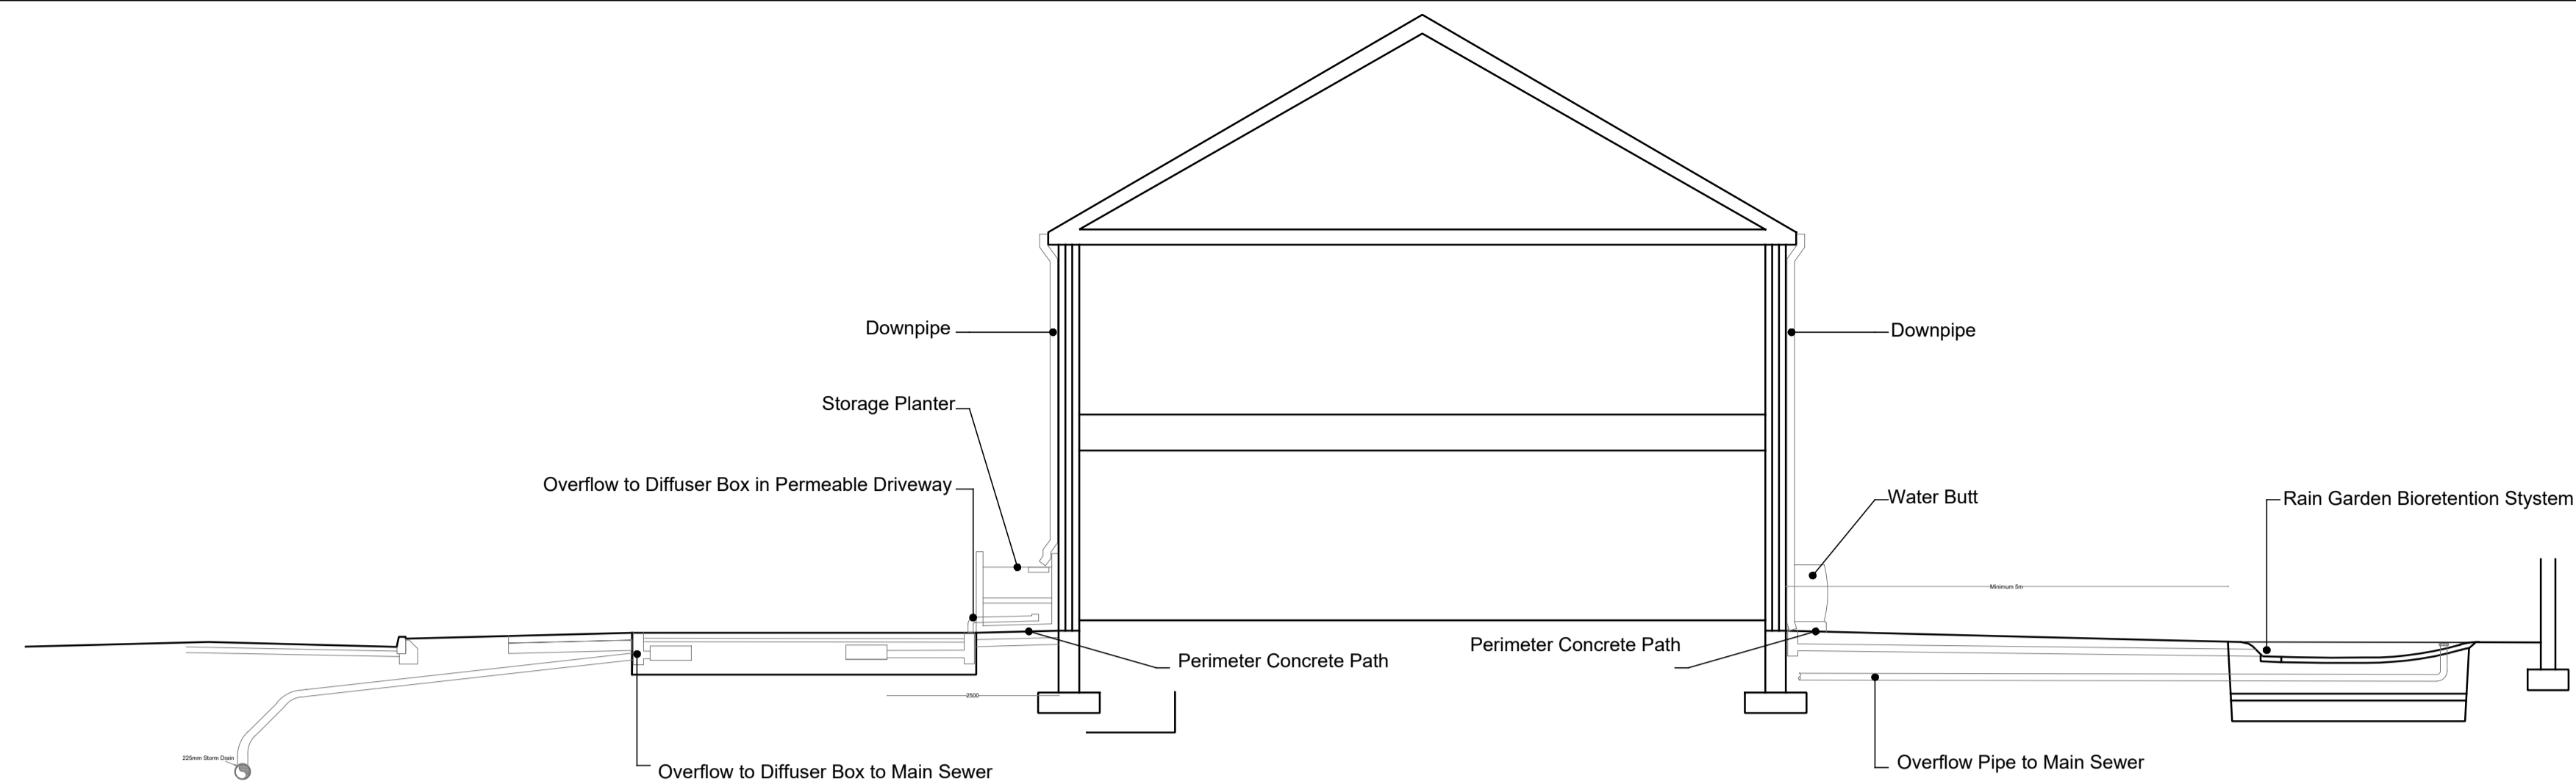 Downpipe
Downpipe
Storage Planter
Overflow to Diffuser Box in Permeable Driveway
Water Butt
Rain Garden Bioretention Stystem
Minimum 5m
Perimeter Concrete Path
Perimeter Concrete Path
2500
225mm Storm Drain
Overflow to Diffuser Box to Main Sewer
Overflow Pipe to Main Sewer